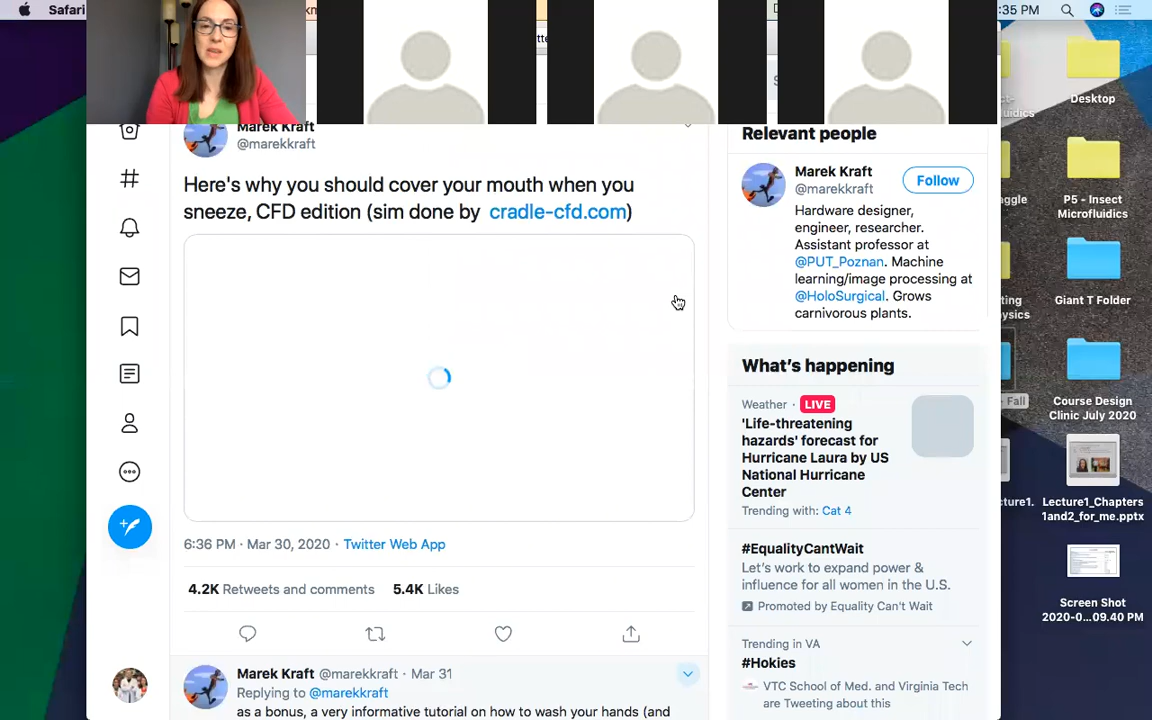 Safari
:35 PM
Marek Kraft
@marekkraft
Here's why you should cover your mouth when you
sneeze, CFD edition (sim done by cradle-cfd.com)
6:36 PM · Mar 30, 2020 · Twitter Web App
4.2K Retweets and comments 5.4K Likes
Marek Kraft @marekkraft · Mar 31
Replying to @marekkraft
as a bonus, a very informative tutorial on how to wash your hands (and
Relevant people
Marek Kraft
@marekkraft
Follow
Hardware designer,
engineer, researcher.
Assistant professor at
@PUT_Poznan. Machine
learning/image processing at
@HoloSurgical. Grows
carnivorous plants.
What's happening
Weather · LIVE
'Life-threatening
hazards' forecast for
Hurricane Laura by US
National Hurricane
Center
Trending with: Cat 4
#EqualityCantWait
Let's work to expand power &
influence for all women in the U.S.
Promoted by Equality Can't Wait
Trending in VA
#Hokies
VTC School of Med. and Virginia Tech
are Tweeting about this
Desktop
P5 - Insect
Microfluidics
Giant T Folder
Fall
Course Design
Clinic July 2020
Lecture1_Chapters
1and2_for_me.pptx
Screen Shot
2020-0...09.40 PM